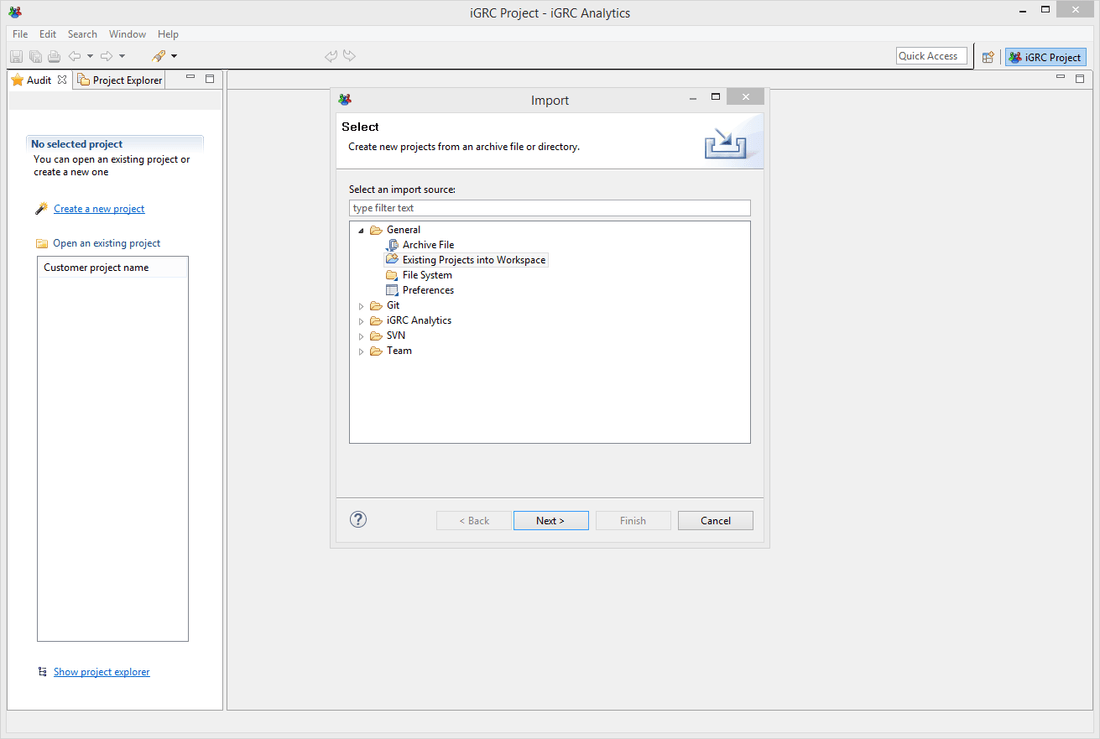 iGRC Project - iGRC Analytics
File Edit Search Window Help
Quick Access
iGRC Project
Audit
Project Explorer
No selected project
You can open an existing project or
create a new one
Create a new project
Open an existing project
Customer project name
Show project explorer
Import
Select
Create new projects from an archive file or directory.
Select an import source:
type filter text
General
Archive File
Existing Projects into Workspace
File System
Preferences
Git
iGRC Analytics
SVN
Team
?
< Back
Next >
Finish
Cancel